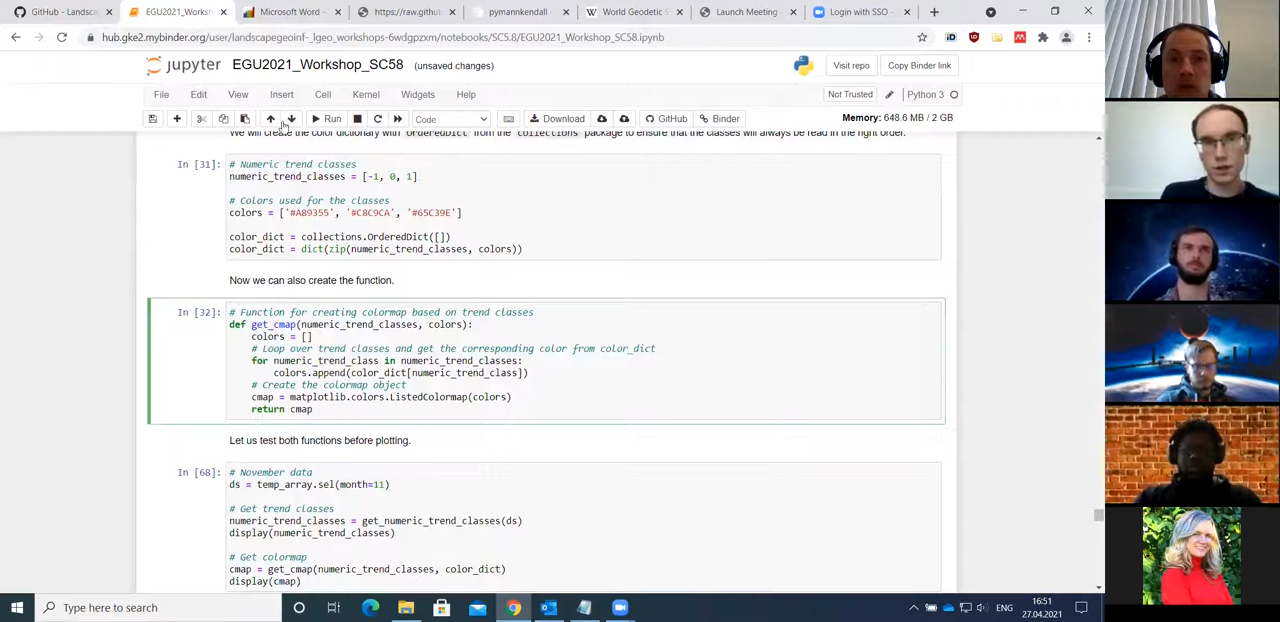 GitHub - Landsca
EGU2021_Worksh
Microsoft Word -
https://raw.githu
pymannkendall
World Geodetic S
Launch Meeting -
Login with SSO -
hub.gke2.mybinder.org/user/landscapegeoinf-_lgeo_workshops-6wdgpzxm/notebooks/SC5.8/EGU2021_Workshop_SC58.ipynb
jupyter EGU2021_Workshop_SC58 (unsaved changes)
Visit repo Copy Binder link
File Edit View Insert Cell Kernel Widgets Help
Not Trusted Python 3
Run Code Download GitHub Binder Memory: 648.6 MB / 2 GB
We will create the color dictionary with OrderedDict from the collections package to ensure that the classes will always be read in the right order.
In [31]: # Numeric trend classes
numeric_trend_classes = [-1, 0, 1]
# Colors used for the classes
colors = ['#A89355', '#C8C9CA', '#65C39E']
color_dict = collections.OrderedDict([])
color_dict = dict(zip(numeric_trend_classes, colors))
Now we can also create the function.
In [32]: # Function for creating colormap based on trend classes
def get_cmap(numeric_trend_classes, colors):
colors = []
# Loop over trend classes and get the corresponding color from color_dict
for numeric_trend_class in numeric_trend_classes:
colors.append(color_dict[numeric_trend_class])
# Create the colormap object
cmap = matplotlib.colors.ListedColormap(colors)
return cmap
Let us test both functions before plotting.
In [68]: # November data
ds = temp_array.sel(month=11)
# Get trend classes
numeric_trend_classes = get_numeric_trend_classes(ds)
display(numeric_trend_classes)
# Get colormap
cmap = get_cmap(numeric_trend_classes, color_dict)
display(cmap)
Type here to search
ENG
16:51
27.04.2021